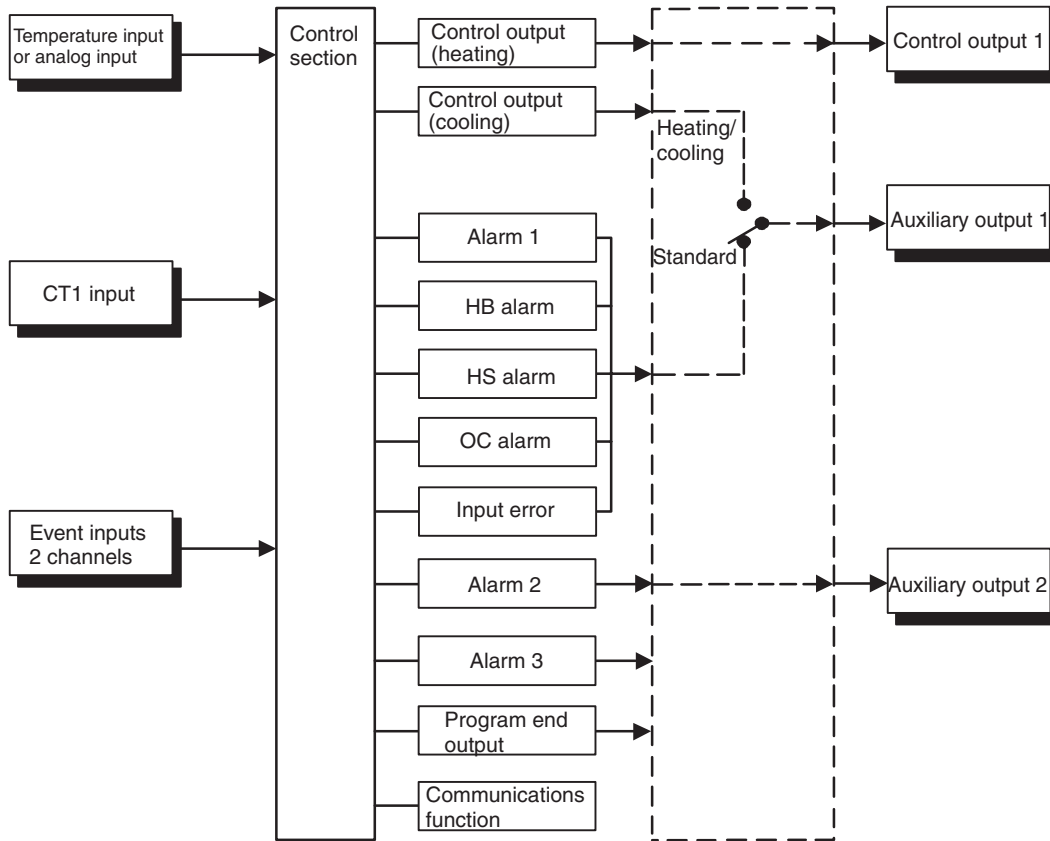 Temperature input
or analog input
CT1 input
Event inputs
2 channels
Control
section
Control output
(heating)
Control output
(cooling)
Alarm 1
HB alarm
HS alarm
OC alarm
Input error
Alarm 2
Alarm 3
Program end
output
Communications
function
Heating/
cooling
Standard
Control output 1
Auxiliary output 1
Auxiliary output 2